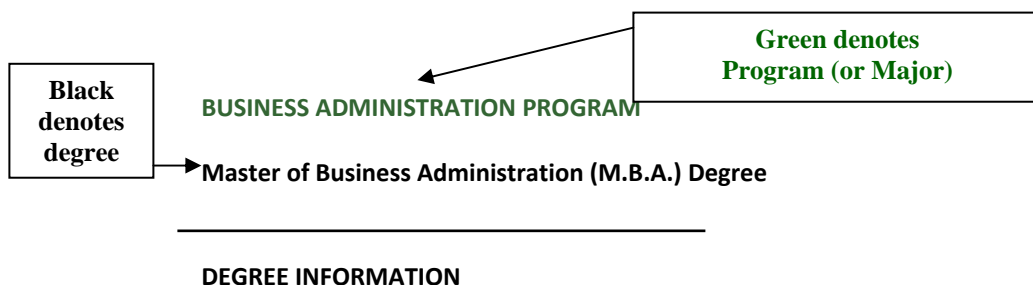 Green denotes
Program (or Major)
Black
denotes
degree
BUSINESS ADMINISTRATION PROGRAM
Master of Business Administration (M.B.A.) Degree
DEGREE INFORMATION